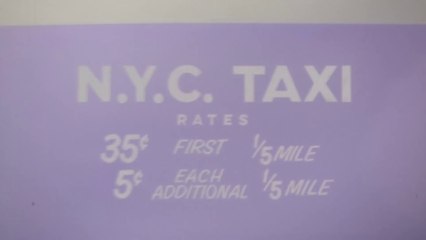 N.Y.C. TAXI
RATES
35¢ FIRST 1/5 MILE
5¢ EACH ADDITIONAL 1/5 MILE